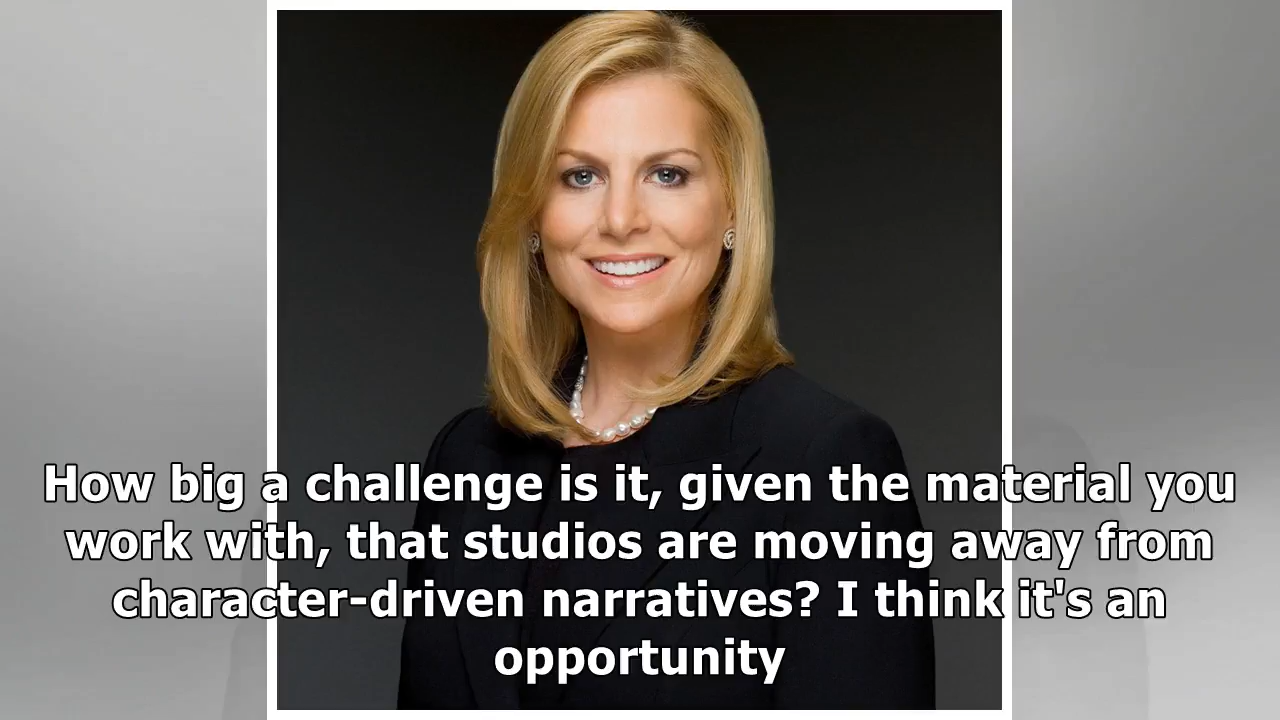 How big a challenge is it, given the material you
work with, that studios are moving away from
character-driven narratives? I think it's an
opportunity